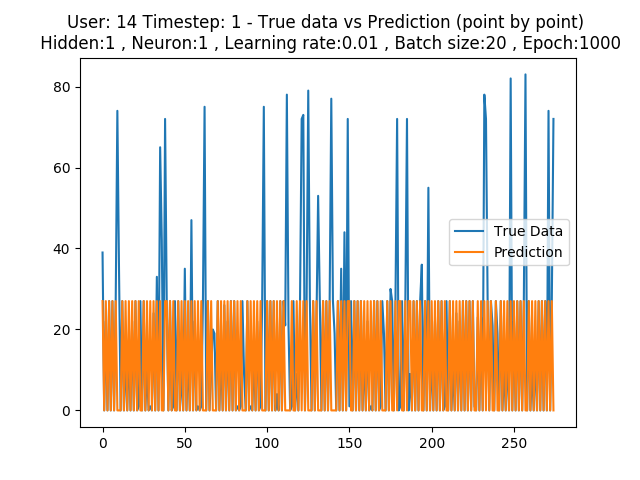 User: 14 Timestep: 1 - True data vs Prediction (point by point)
Hidden:1 , Neuron:1 , Learning rate:0.01 , Batch size:20 , Epoch:1000
80
60
40
20
0
True Data
Prediction
0 50 100 150 200 250